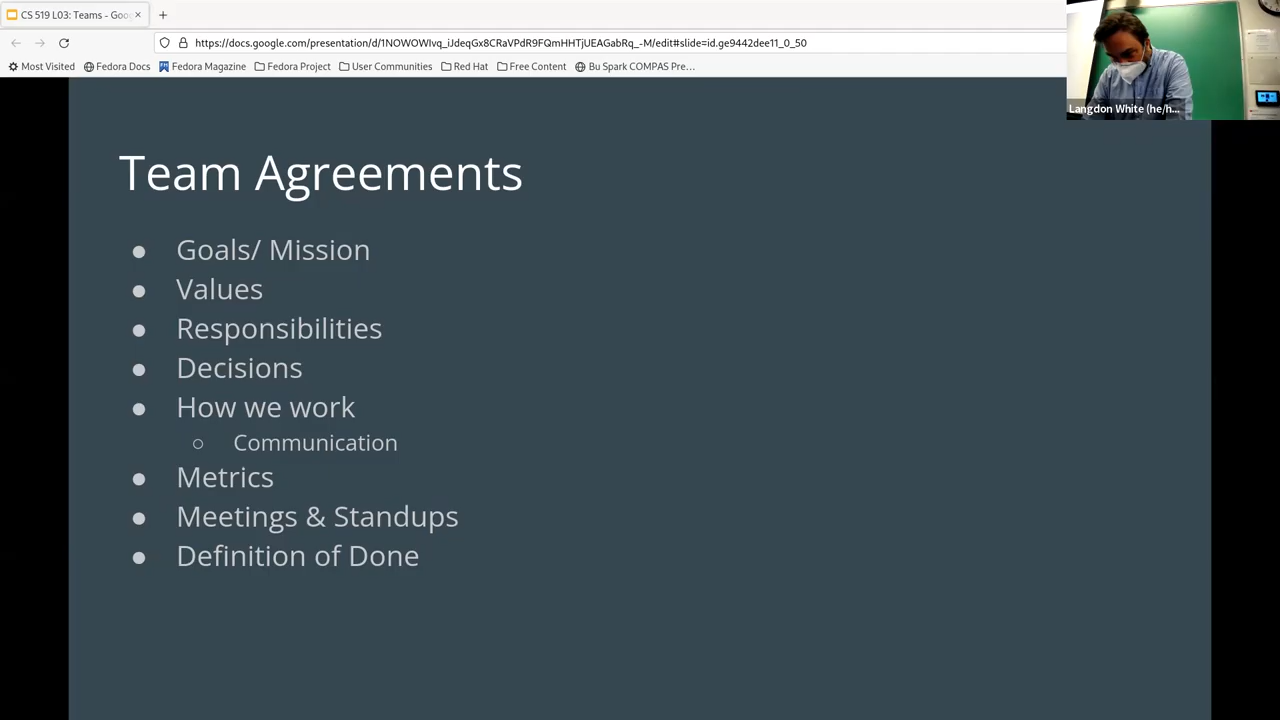 CS 519 L03: Teams - Goo
https://docs.google.com/presentation/d/1NOWOWIvq_iJdeqGx8CRaVPdR9FQmHHTjUEAGabRq_-M/edit#slide=id.ge9442dee11_0_50
Most Visited Fedora Docs Fedora Magazine Fedora Project User Communities Red Hat Free Content Bu Spark COMPAS Pre…
Langdon White (he/h...
Team Agreements
● Goals/ Mission
● Values
● Responsibilities
● Decisions
● How we work
○ Communication
● Metrics
● Meetings & Standups
● Definition of Done